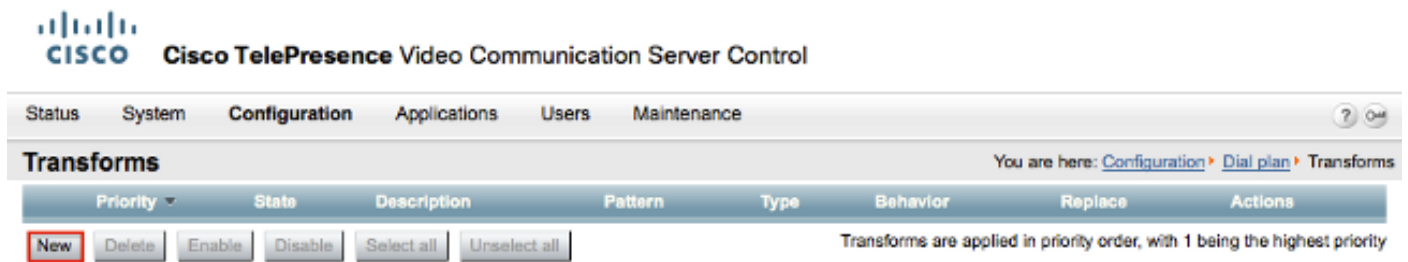 CISCO Cisco TelePresence Video Communication Server Control
Status System Configuration Applications Users Maintenance ?
Transforms You are here: Configuration Dial plan Transforms
Priority State Description Pattern Type Behavior Replace Actions
New Delete Enable Disable Select all Unselect all Transforms are applied in priority order, with 1 being the highest priority